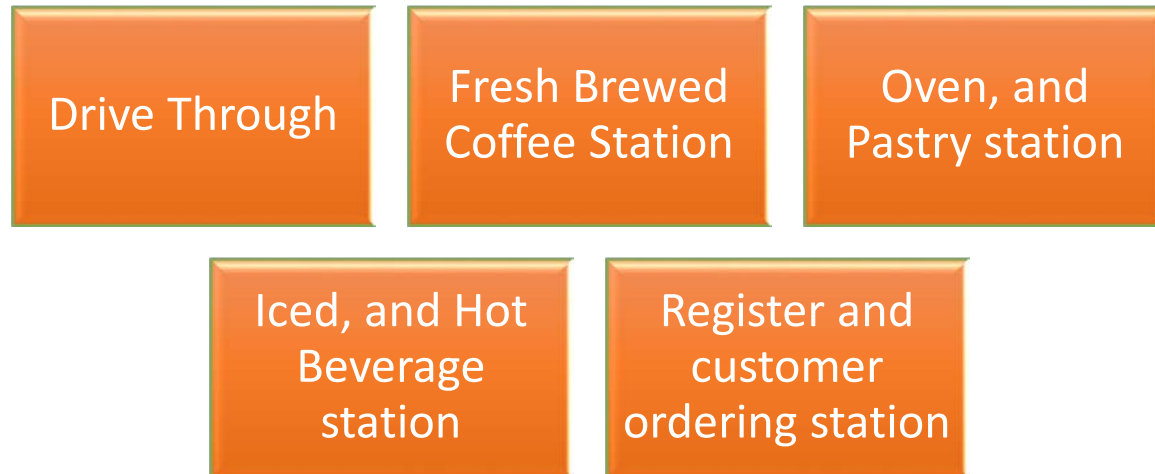 Drive Through
Fresh Brewed
Coffee Station
Oven, and
Pastry station
Iced, and Hot
Beverage
station
Register and
customer
ordering station